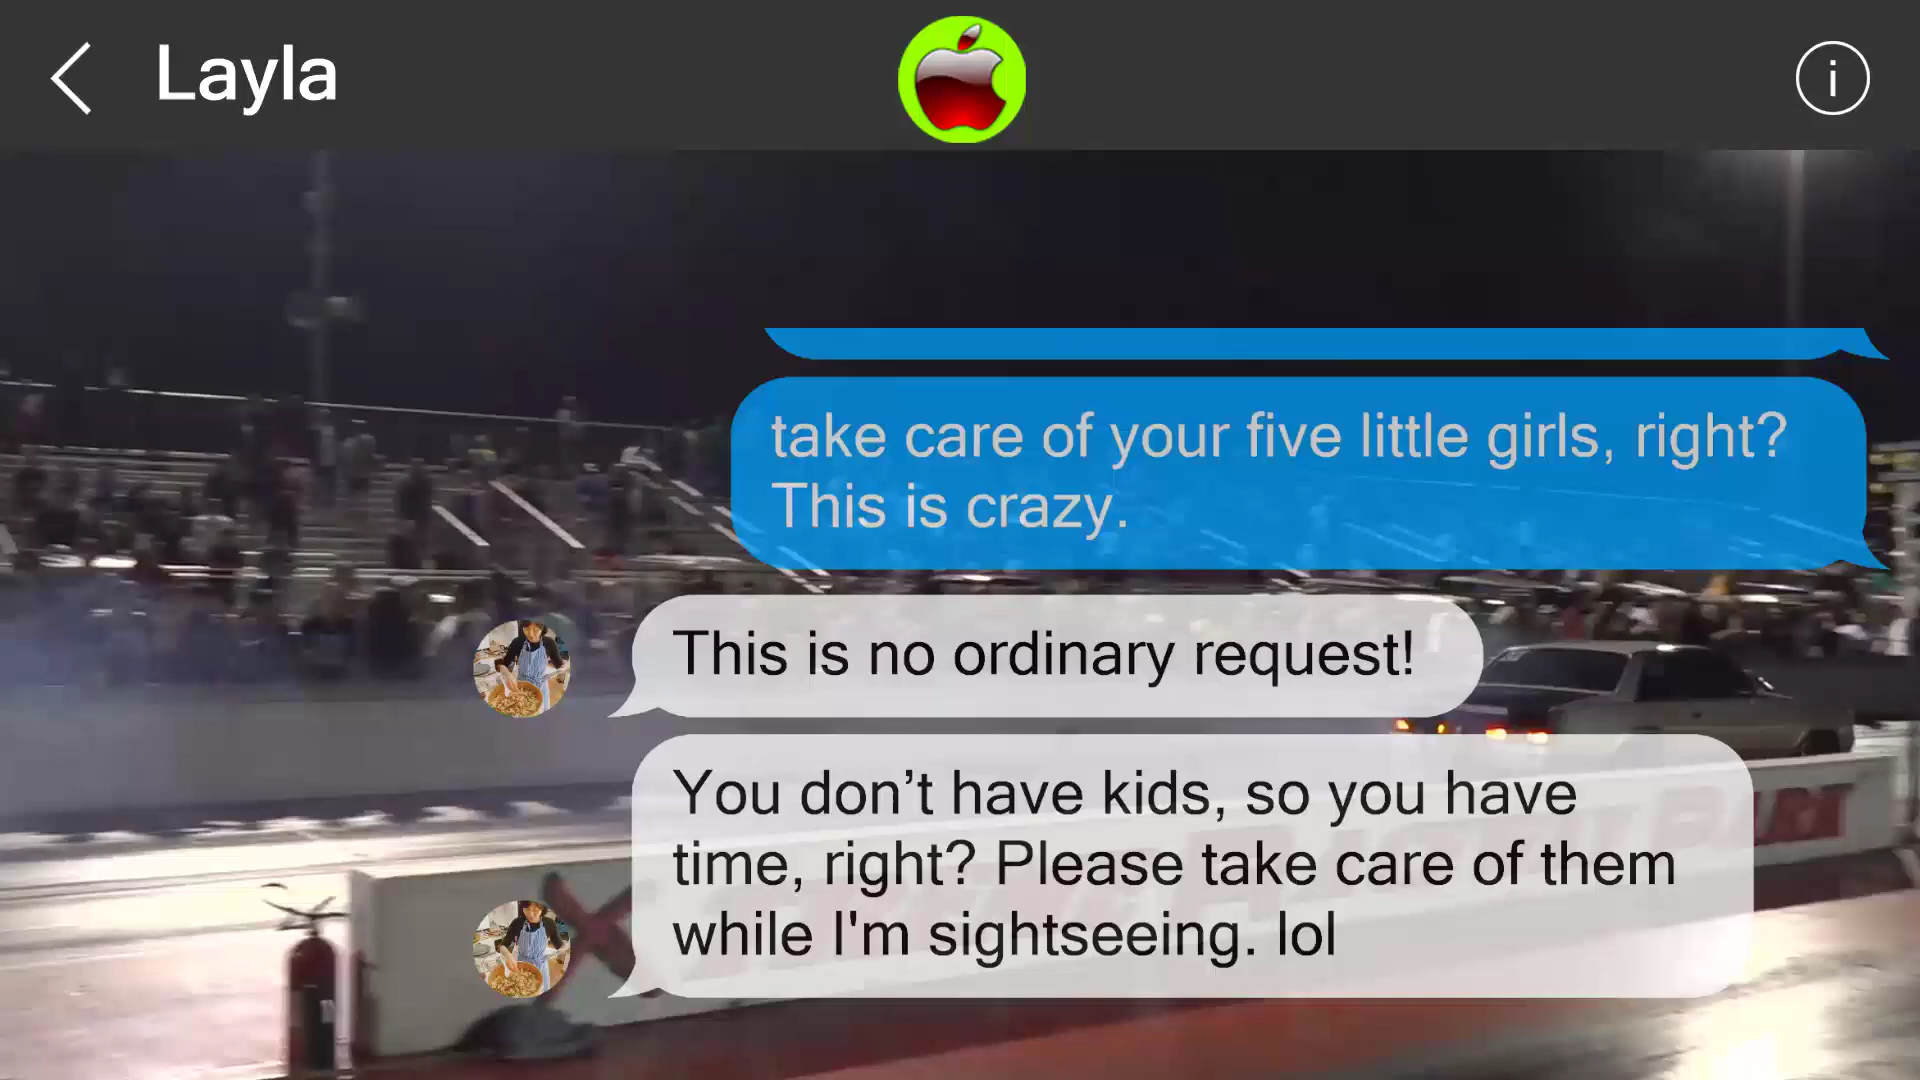 Layla
take care of your five little girls, right?
This is crazy.
This is no ordinary request!
You don’t have kids, so you have
time, right? Please take care of them
while I'm sightseeing. lol